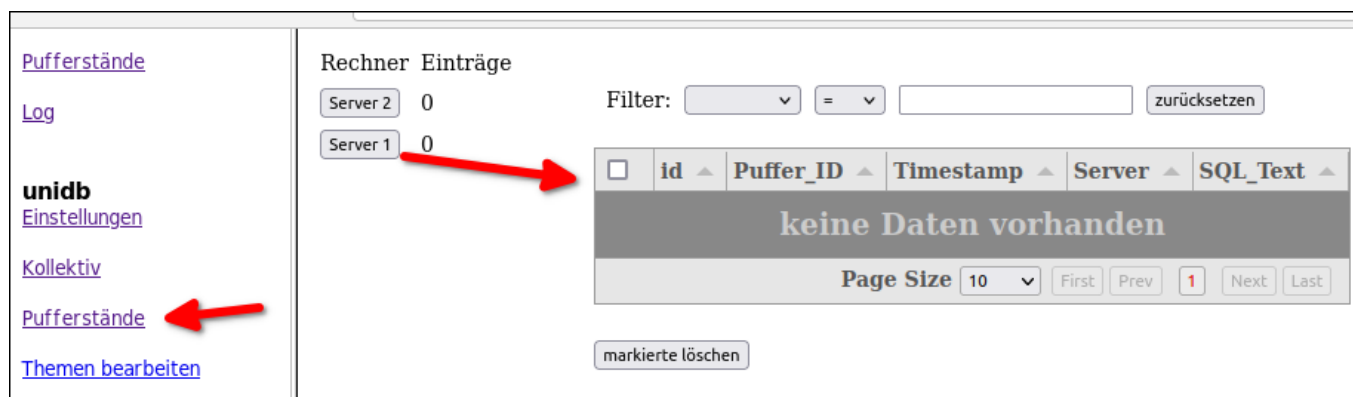 Pufferstände
Log
unidb
Einstellungen
Kollektiv
Pufferstände
Themen bearbeiten
Rechner Einträge
Server 2 0
Server 1 0
Filter: = zurücksetzen
id Puffer_ID Timestamp Server SQL_Text
keine Daten vorhanden
Page Size 10 First Prev 1 Next Last
markierte löschen